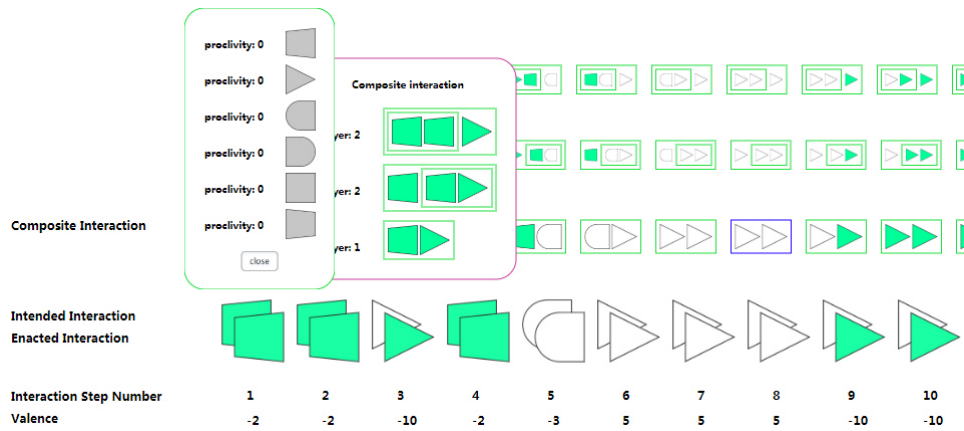 proclivity: 0
proclivity: 0
proclivity: 0
proclivity: 0
proclivity: 0
proclivity: 0
close
Composite interaction
yer: 2
yer: 2
yer: 1
Composite Interaction
Intended Interaction
Enacted Interaction
Interaction Step Number 1 2 3 4 5 6 7 8 9 10
Valence -2 -2 -10 -2 -3 5 5 5 -10 -10